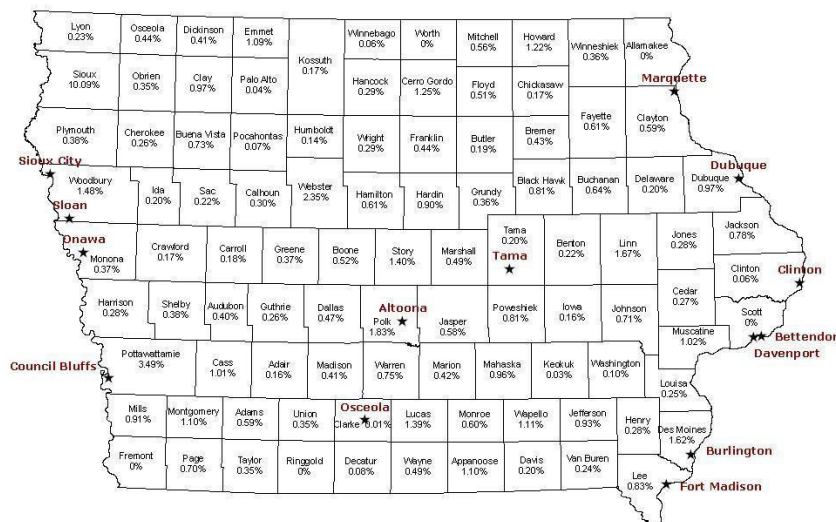 Lyon
0.23%
Osceola
0.44%
Dickinson
0.41%
Emmet
1.09%
Kossuth
0.17%
Winnebago
0.06%
Worth
0%
Mitchell
0.56%
Howard
1.22%
Winneshiek
0.36%
Allamakee
0%
Sioux
10.09%
Obrien
0.35%
Clay
0.97%
Palo Alto
0.04%
Hancock
0.29%
Cerro Gordo
1.25%
Floyd
0.51%
Chickasaw
0.17%
Marquette
Plymouth
0.38%
Cherokee
0.26%
Buena Vista
0.73%
Pocahontas
0.07%
Humboldt
0.14%
Wright
0.29%
Franklin
0.44%
Butler
0.19%
Bremer
0.43%
Fayette
0.61%
Clayton
0.59%
Sioux City
Woodbury
1.48%
Ida
0.20%
Sac
0.22%
Calhoun
0.30%
Webster
2.35%
Hamilton
0.61%
Hardin
0.90%
Grundy
0.36%
Black Hawk
0.81%
Buchanan
0.64%
Delaware
0.20%
Dubuque
Dubuque
0.97%
Sloan
Onawa
Monona
0.37%
Crawford
0.17%
Carroll
0.18%
Greene
0.37%
Boone
0.52%
Story
1.40%
Marshall
0.49%
Tama
0.20%
Tama
Benton
0.22%
Linn
1.67%
Jones
0.28%
Jackson
0.78%
Clinton
0.06%
Clinton
Harrison
0.28%
Shelby
0.38%
Audubon
0.40%
Guthrie
0.26%
Dallas
0.47%
Altoona
Polk
1.83%
Jasper
0.58%
Poweshiek
0.81%
Iowa
0.16%
Johnson
0.71%
Cedar
0.27%
Scott
0%
Muscatine
1.02%
Bettendorf
Davenport
Council Bluffs
Pottawattamie
3.49%
Cass
1.01%
Adair
0.16%
Madison
0.41%
Warren
0.75%
Marion
0.42%
Mahaska
0.96%
Keokuk
0.03%
Washington
0.10%
Louisa
0.25%
Mills
0.91%
Montgomery
1.10%
Adams
0.59%
Union
0.35%
Osceola
Clarke 0.01%
Lucas
1.39%
Monroe
0.60%
Wapello
1.11%
Jefferson
0.93%
Henry
0.28%
Des Moines
1.62%
Burlington
Fremont
0%
Page
0.70%
Taylor
0.35%
Ringgold
0%
Decatur
0.08%
Wayne
0.49%
Appanoose
1.10%
Davis
0.20%
Van Buren
0.24%
Lee
0.83%
Fort Madison